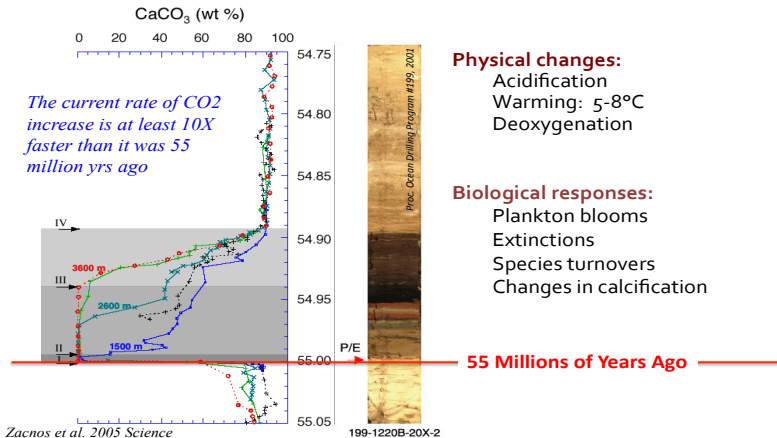 CaCO3 (wt %)
0 20 40 60 80 100
54.75
54.80
54.85
54.90
54.95
55.00
55.05
The current rate of CO2
increase is at least 10X
faster than it was 55
million yrs ago
IV
III
II
I
3600 m
2600 m
1500 m
P/E
Proc. Ocean Drilling Program #199, 2001
199-1220B-20X-2
Physical changes:
Acidification
Warming: 5-8°C
Deoxygenation
Biological responses:
Plankton blooms
Extinctions
Species turnovers
Changes in calcification
55 Millions of Years Ago
Zacnos et al. 2005 Science